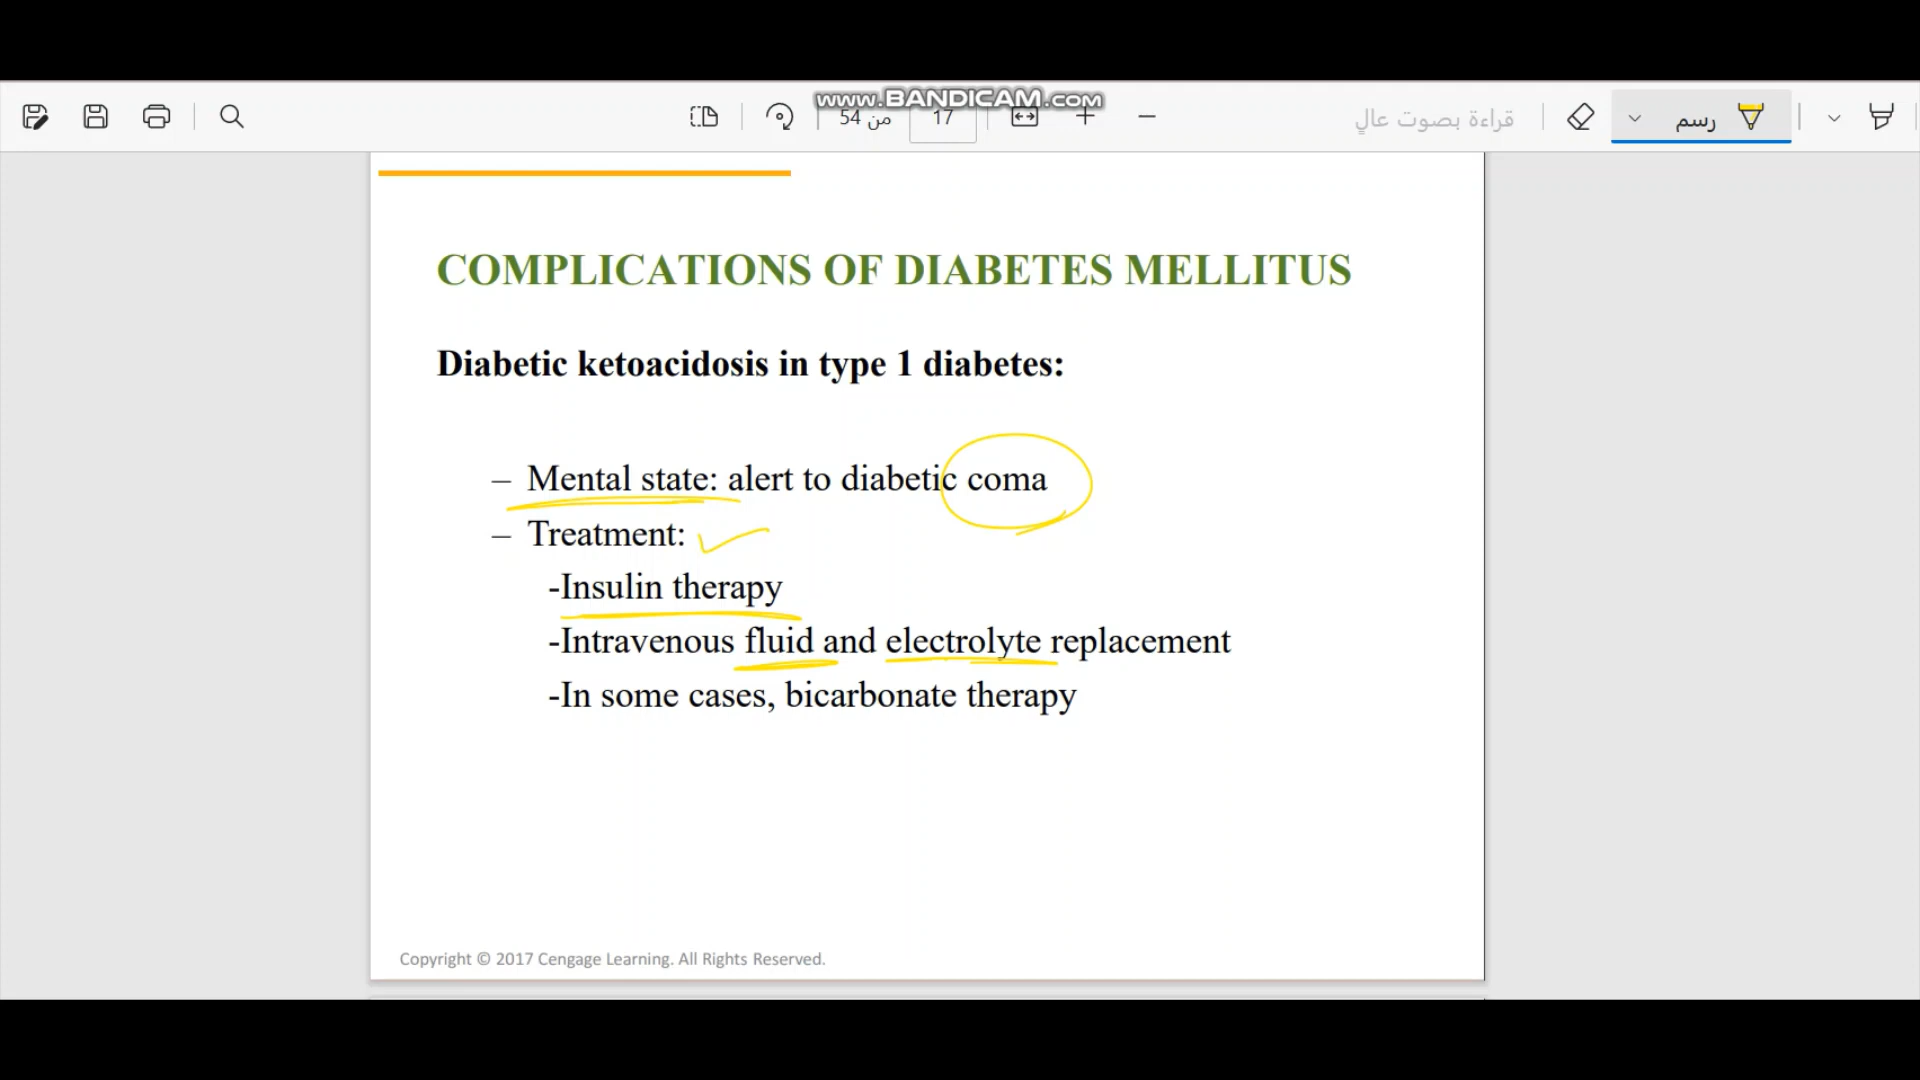 www.BANDICAM.com
17 من 54
قراءة بصوت عالٍ
رسم
COMPLICATIONS OF DIABETES MELLITUS
Diabetic ketoacidosis in type 1 diabetes:
– Mental state: alert to diabetic coma
– Treatment:
-Insulin therapy
-Intravenous fluid and electrolyte replacement
-In some cases, bicarbonate therapy
Copyright © 2017 Cengage Learning. All Rights Reserved.